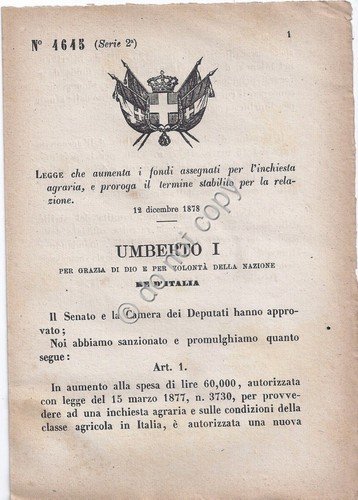 1
N° 4645 (Serie 2ª)
LEGGE che aumenta i fondi assegnati per l'inchiesta
agraria, e proroga il termine stabilito per la rela-
zione.
12 dicembre 1878
UMBERTO I
PER GRAZIA DI DIO E PER VOLONTÀ DELLA NAZIONE
RE D'ITALIA
Il Senato e la Camera dei Deputati hanno appro-
vato;
Noi abbiamo sanzionato e promulghiamo quanto
segue:
Art. 1.
In aumento alla spesa di lire 60,000, autorizzata
con legge del 15 marzo 1877, n. 3730, per provve-
dere ad una inchiesta agraria e sulle condizioni della
classe agricola in Italia, è autorizzata una nuova
© do not copy